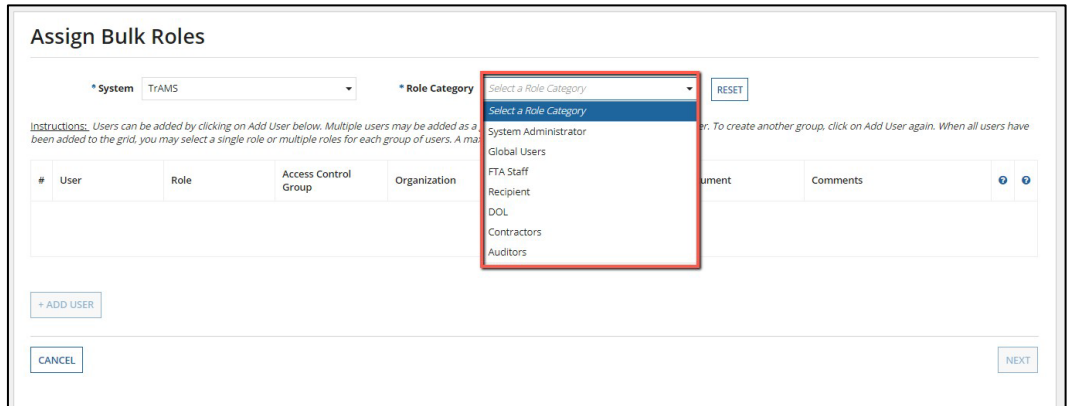 Assign Bulk Roles
* System TrAMS * Role Category Select a Role Category RESET
Select a Role Category
System Administrator
Global Users
FTA Staff
Recipient
DOL
Contractors
Auditors
Instructions: Users can be added by clicking on Add User below. Multiple users may be added as a er. To create another group, click on Add User again. When all users have
been added to the grid, you may select a single role or multiple roles for each group of users. A
# User Role Access Control Group Organization ument Comments
+ ADD USER
CANCEL NEXT